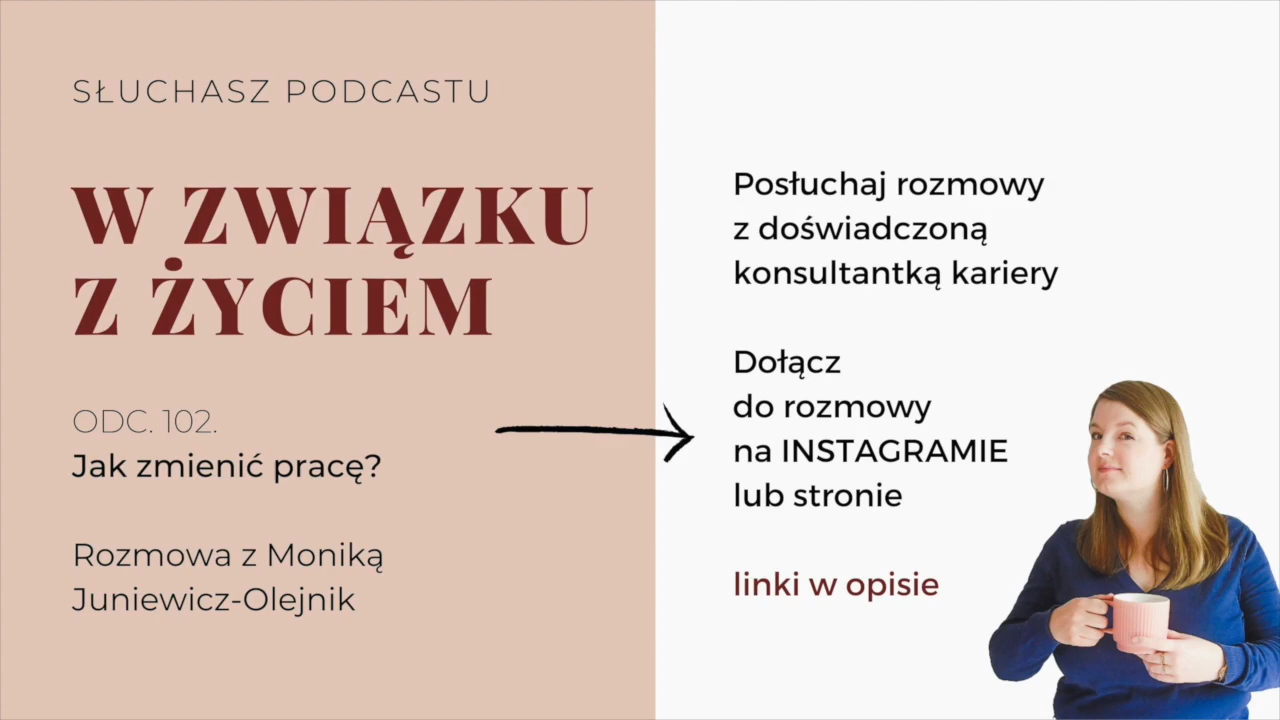 SŁUCHASZ PODCASTU
W ZWIĄZKU
Z ŻYCIEM
ODC. 102.
Jak zmienić pracę?
Rozmowa z Moniką
Juniewicz-Olejnik
Posłuchaj rozmowy
z doświadczoną
konsultantką kariery
Dołącz
do rozmowy
na INSTAGRAMIE
lub stronie
linki w opisie